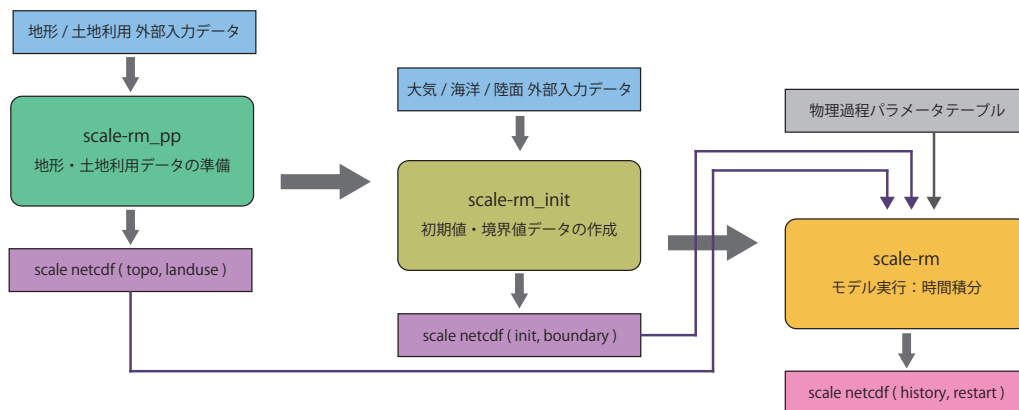 地形 / 土地利用 外部入力データ
scale-rm_pp
地形・土地利用データの準備
scale netcdf ( topo, landuse )
大気 / 海洋 / 陸面 外部入力データ
scale-rm_init
初期値・境界値データの作成
scale netcdf ( init, boundary )
物理過程パラメータテーブル
scale-rm
モデル実行：時間積分
scale netcdf ( history, restart )